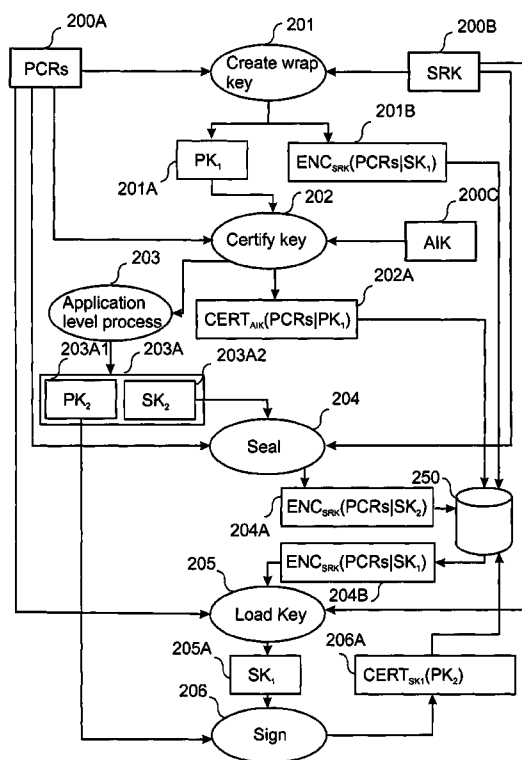 200A
201
200B
PCRs
Create wrap
key
SRK
201B
PK1
ENCSRK(PCRs|SK1)
201A
202
200C
Certify key
AIK
203
202A
Application
level process
CERTAIK(PCRs|PK1)
203A1
203A
203A2
PK2
SK2
204
Seal
250
ENCSRK(PCRs|SK2)
204A
205
ENCSRK(PCRs|SK1)
204B
Load Key
205A
206A
SK1
CERTSK1(PK2)
206
Sign